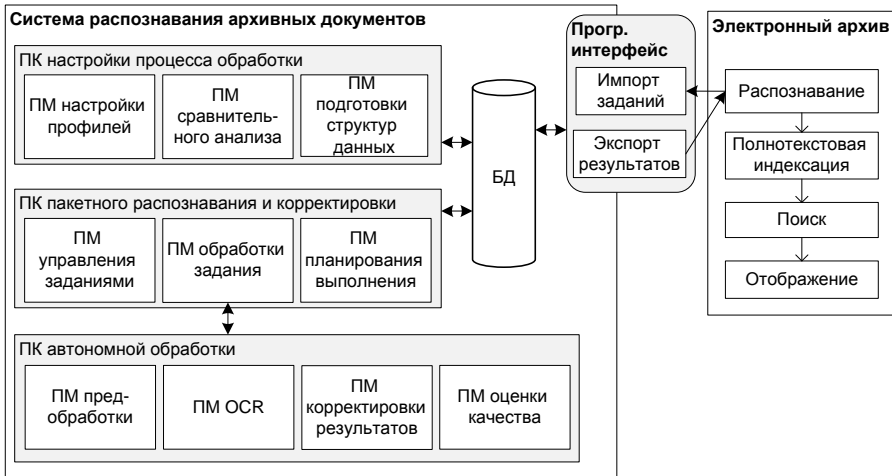 Система распознавания архивных документов
ПК настройки процесса обработки
ПМ настройки
профилей
ПМ
сравнитель-
ного анализа
ПМ
подготовки
структур
данных
ПК пакетного распознавания и корректировки
ПМ
управления
заданиями
ПМ обработки
задания
ПМ
планирования
выполнения
ПК автономной обработки
ПМ пред-
обработки
ПМ OCR
ПМ
корректировки
результатов
ПМ оценки
качества
БД
Прогр.
интерфейс
Импорт
заданий
Экспорт
результатов
Электронный архив
Распознавание
Полнотекстовая
индексация
Поиск
Отображение